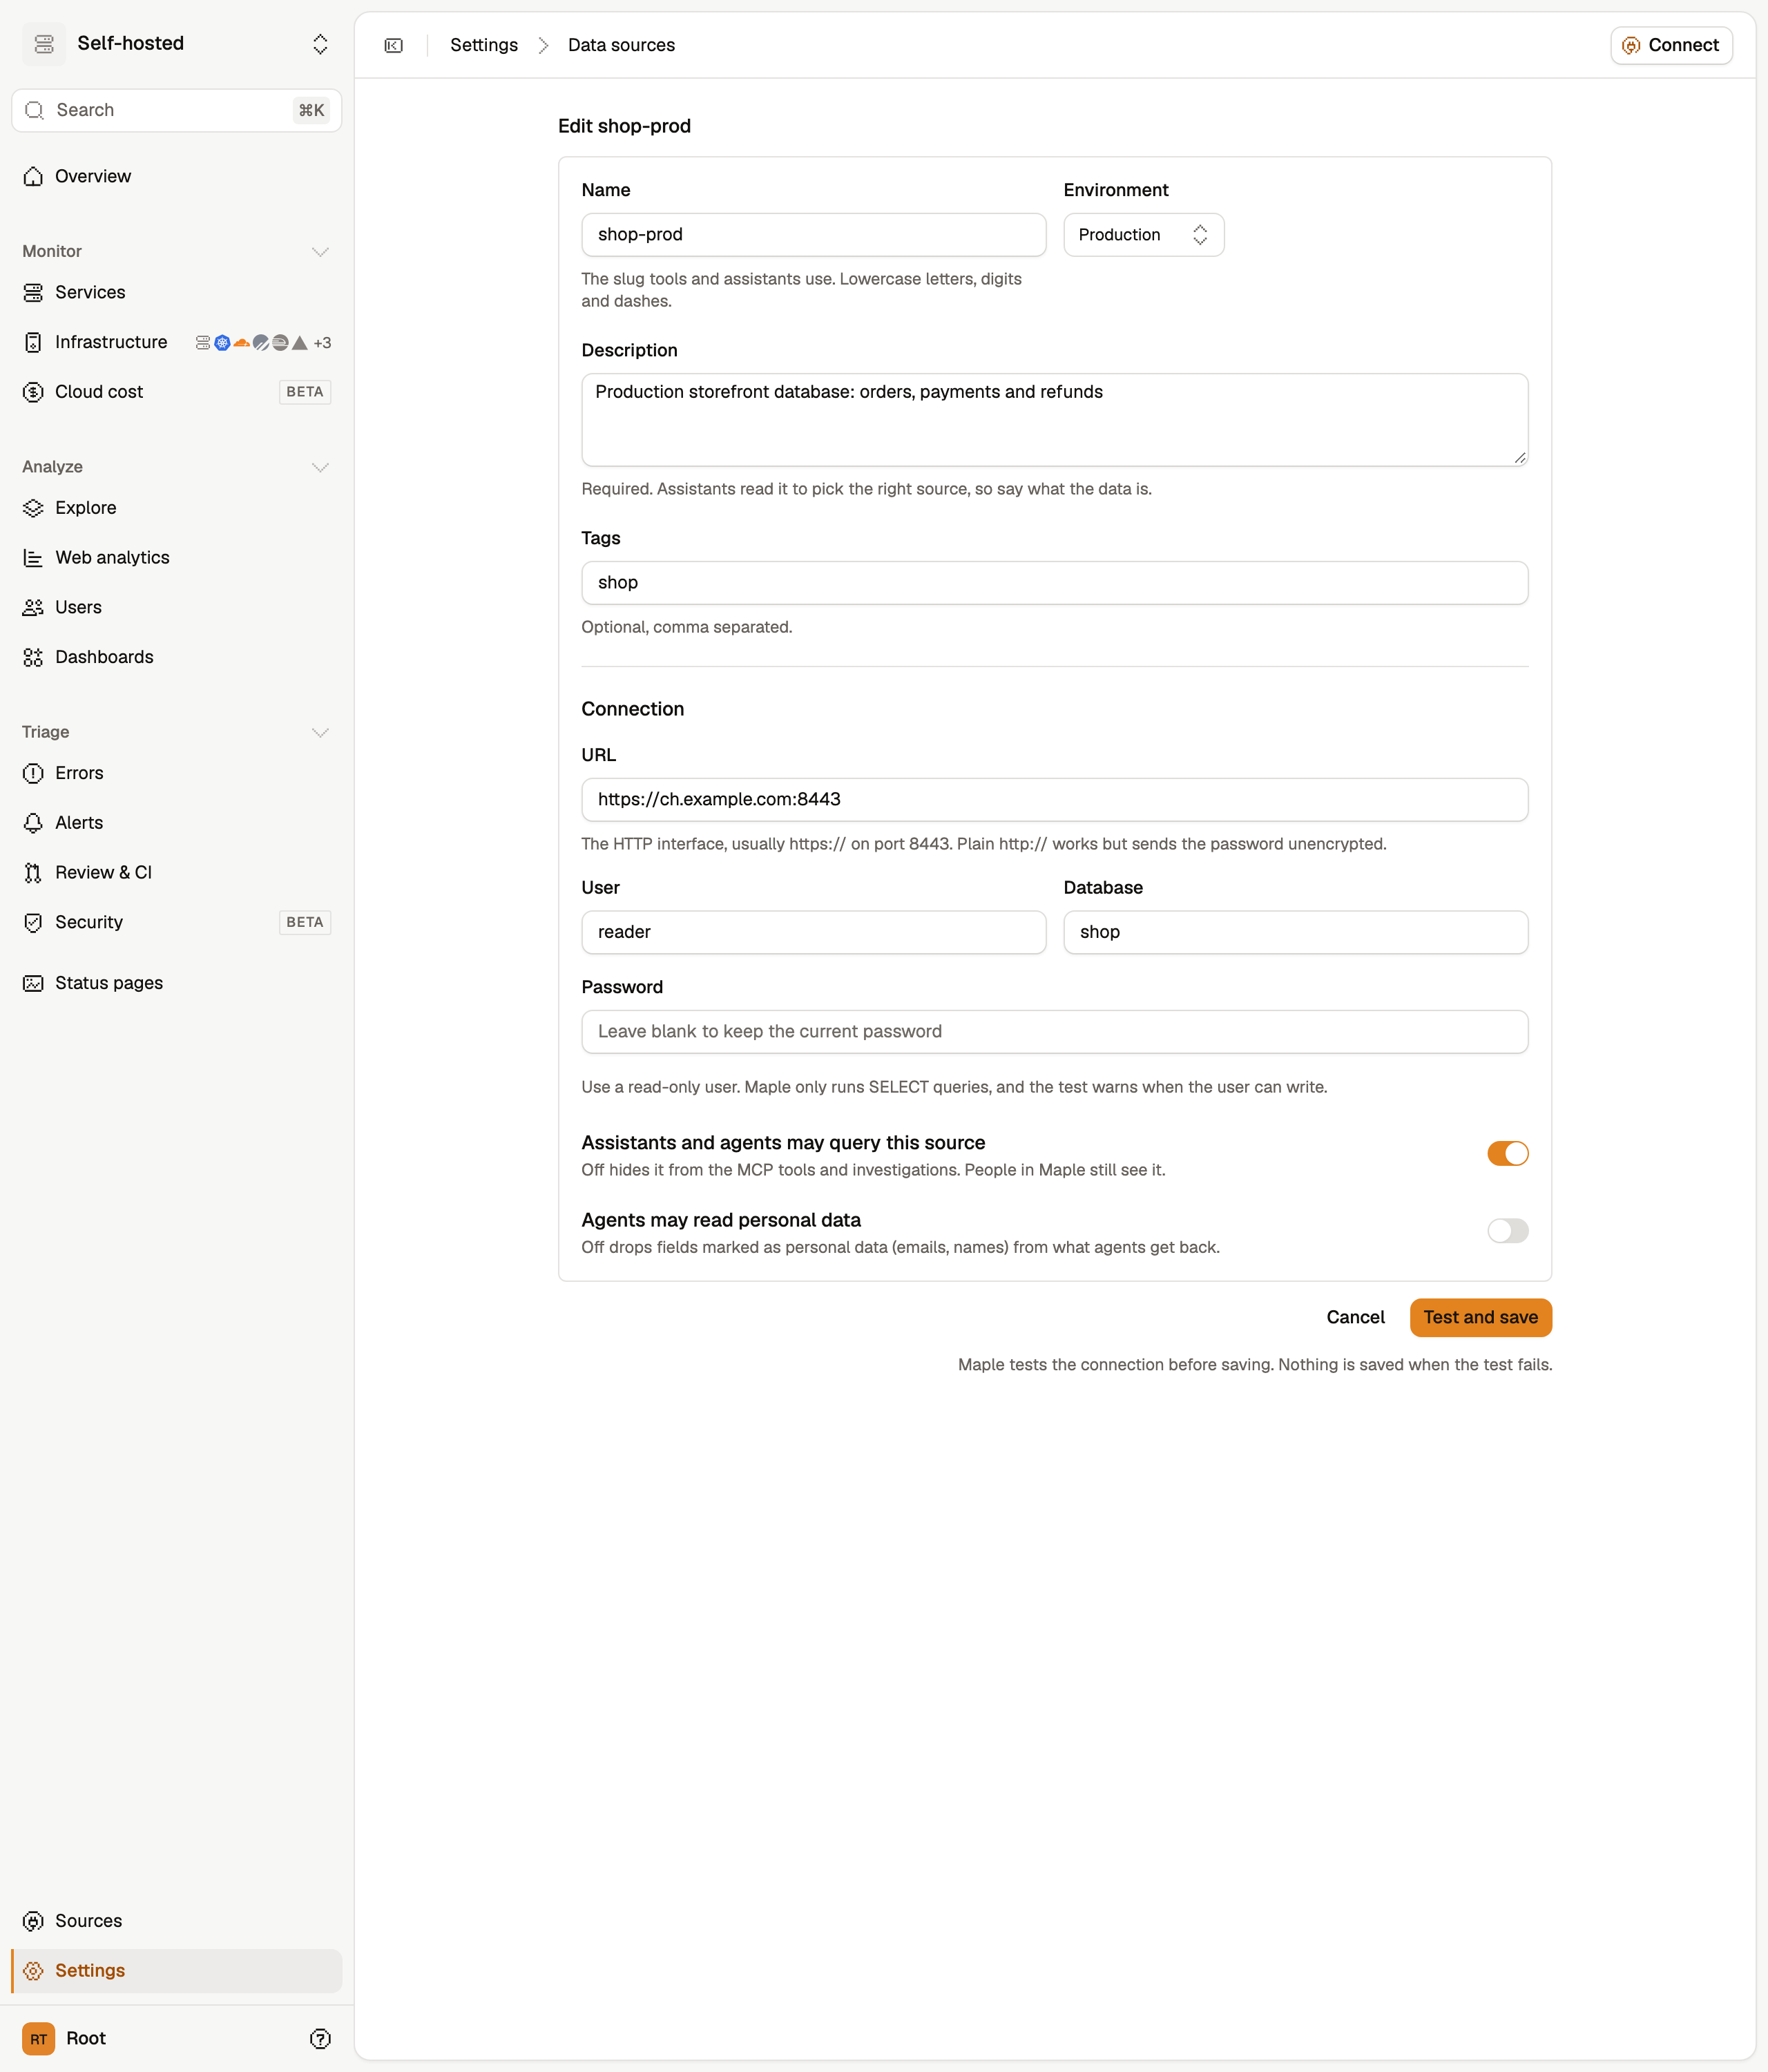 Self-hosted
Search ⌘K
Overview
Monitor
Services
Infrastructure +3
Cloud cost BETA
Analyze
Explore
Web analytics
Users
Dashboards
Triage
Errors
Alerts
Review & CI
Security BETA
Status pages
Sources
Settings
RT Root
Settings Data sources
Connect
Edit shop-prod
Name Environment
shop-prod Production
The slug tools and assistants use. Lowercase letters, digits
and dashes.
Description
Production storefront database: orders, payments and refunds
Required. Assistants read it to pick the right source, so say what the data is.
Tags
shop
Optional, comma separated.
Connection
URL
https://ch.example.com:8443
The HTTP interface, usually https:// on port 8443. Plain http:// works but sends the password unencrypted.
User Database
reader shop
Password
Leave blank to keep the current password
Use a read-only user. Maple only runs SELECT queries, and the test warns when the user can write.
Assistants and agents may query this source
Off hides it from the MCP tools and investigations. People in Maple still see it.
Agents may read personal data
Off drops fields marked as personal data (emails, names) from what agents get back.
Cancel Test and save
Maple tests the connection before saving. Nothing is saved when the test fails.